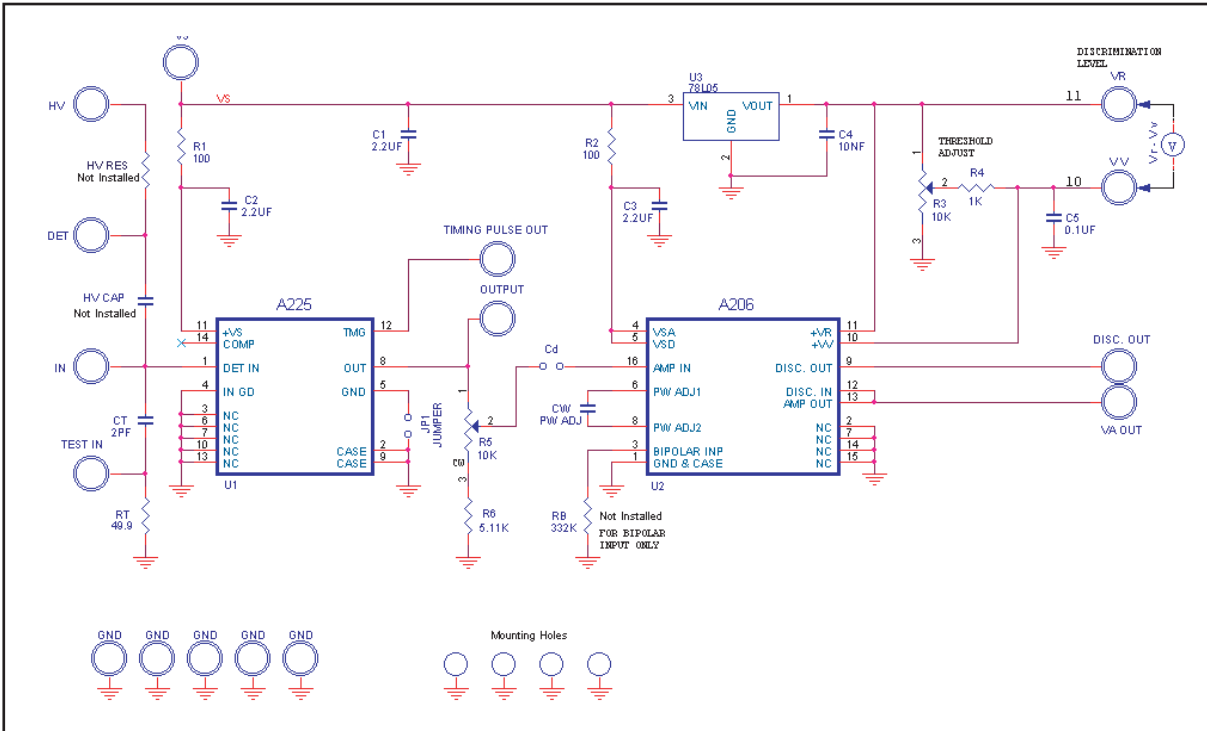 DISCRIMINATION
LEVEL
VR
HV
VS
U3
78L05
3
VIN
VOUT
1
GND
2
11
R1
100
C1
2.2UF
R2
100
C4
10NF
THRESHOLD
ADJUST
Vr-Vv
V
HV RES
Not Installed
1
2
R4
1K
10
VV
C2
2.2UF
C3
2.2UF
R3
10K
3
C5
0.1UF
DET
TIMING PULSE OUT
OUTPUT
HV CAP
Not Installed
A225
A206
11
+VS
TMG
12
14
COMP
4
VSA
5
VSD
+VR
11
+VV
10
DISC. OUT
IN
1
DET IN
OUT
8
Cd
16
AMP IN
DISC. OUT
9
4
IN GD
GND
5
6
PW ADJ1
DISC. IN
12
AMP OUT
13
3
NC
6
NC
7
NC
10
NC
13
NC
CASE
2
CASE
9
JP1
JUMPER
1
2
R5
10K
CW
3
CW
PW ADJ
8
PW ADJ2
3
BIPOLAR INP
1
GND & CASE
NC
2
NC
7
NC
14
NC
15
VA OUT
CT
2PF
TEST IN
U1
U2
RT
49.9
R6
5.11K
RB
332K
Not Installed
FOR BIPOLAR
INPUT ONLY
GND
GND
GND
GND
GND
Mounting Holes